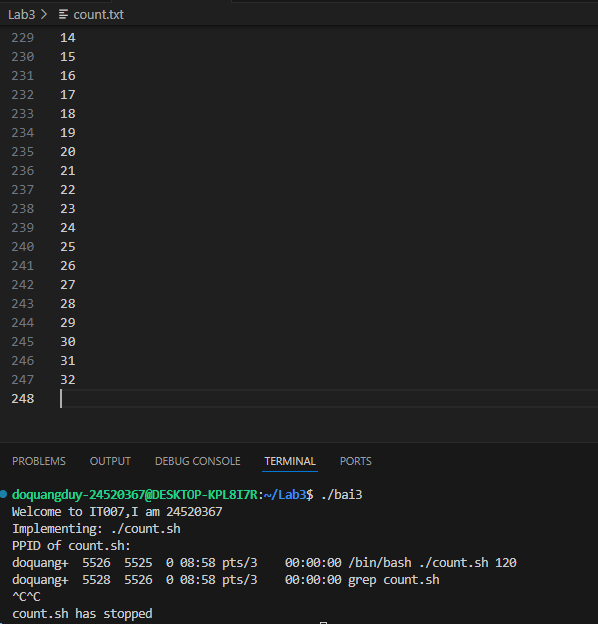 Lab3 > count.txt
229 14
230 15
231 16
232 17
233 18
234 19
235 20
236 21
237 22
238 23
239 24
240 25
241 26
242 27
243 28
244 29
245 30
246 31
247 32
248
PROBLEMS OUTPUT DEBUG CONSOLE TERMINAL PORTS
doquangduy-24520367@DESKTOP-KPL8I7R:~/Lab3$ ./bai3
Welcome to IT007,I am 24520367
Implementing: ./count.sh
PPID of count.sh:
doquang+  5526  5525  0 08:58 pts/3    00:00:00 /bin/bash ./count.sh 120
doquang+  5528  5526  0 08:58 pts/3    00:00:00 grep count.sh
^C^C
count.sh has stopped